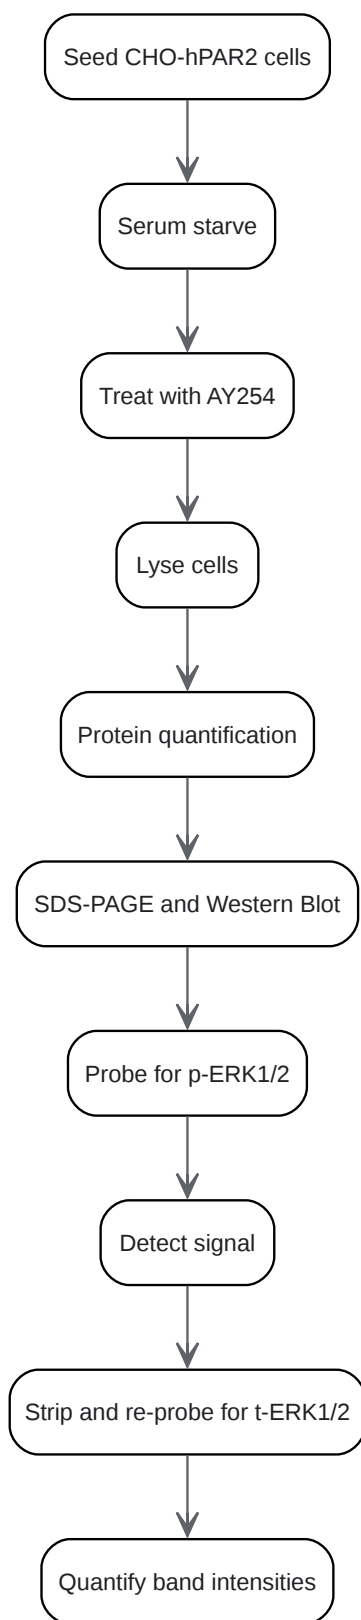 Seed CHO-hPAR2 cells
Serum starve
Treat with AY254
Lyse cells
Protein quantification
SDS-PAGE and Western Blot
Probe for p-ERK1/2
Detect signal
Strip and re-probe for t-ERK1/2
Quantify band intensities